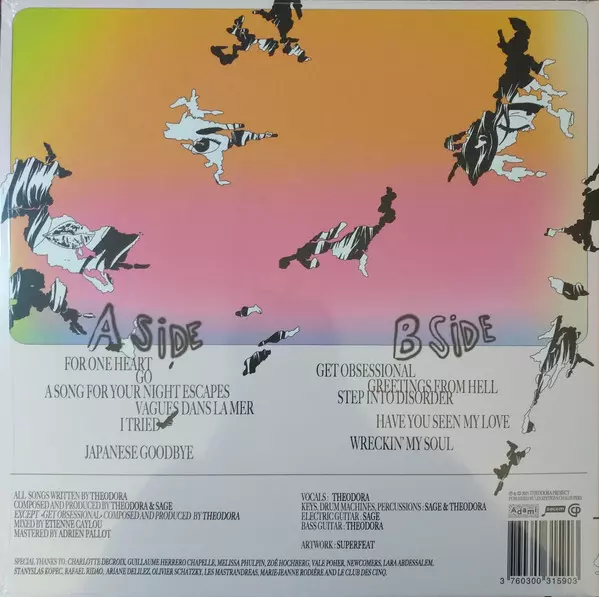 A SIDE
FOR ONE HEART
GO
A SONG FOR YOUR NIGHT ESCAPES
VAGUES DANS LA MER
I TRIED
JAPANESE GOODBYE
B SIDE
GET OBSESSIONAL
GREETINGS FROM HELL
STEP INTO DISORDER
HAVE YOU SEEN MY LOVE
WRECKIN' MY SOUL
ALL SONGS WRITTEN BY THEODORA
COMPOSED AND PRODUCED BY THEODORA & SAGE
EXCEPT «GET OBSESSIONAL» COMPOSED AND PRODUCED BY THEODORA
MIXED BY ETIENNE CAYLOU
MASTERED BY ADRIEN PALLOT
VOCALS : THEODORA
KEYS, DRUM MACHINES, PERCUSSIONS : SAGE & THEODORA
ELECTRIC GUITAR : SAGE
BASS GUITAR : THEODORA
ARTWORK : SUPERFEAT
SPECIAL THANKS TO : CHARLOTTE DECROIX, GUILLAUME HERRERO CHAPELLE, MELISSA PHULPIN, ZOË HOCHBERG, VALE POHER, NEWCOMERS, LARA ABDESSALEM,
STANYSLAS KOPEC, RAFAEL RIDAO, ARIANE DELILEZ, OLIVIER SCHATZKY, LES MASTRANDREAS, MARIE-JEANNE RODIÈRE AND LE CLUB DES CINQ.
THEODORA PROJECT
Adami sacem
3 760300 315903